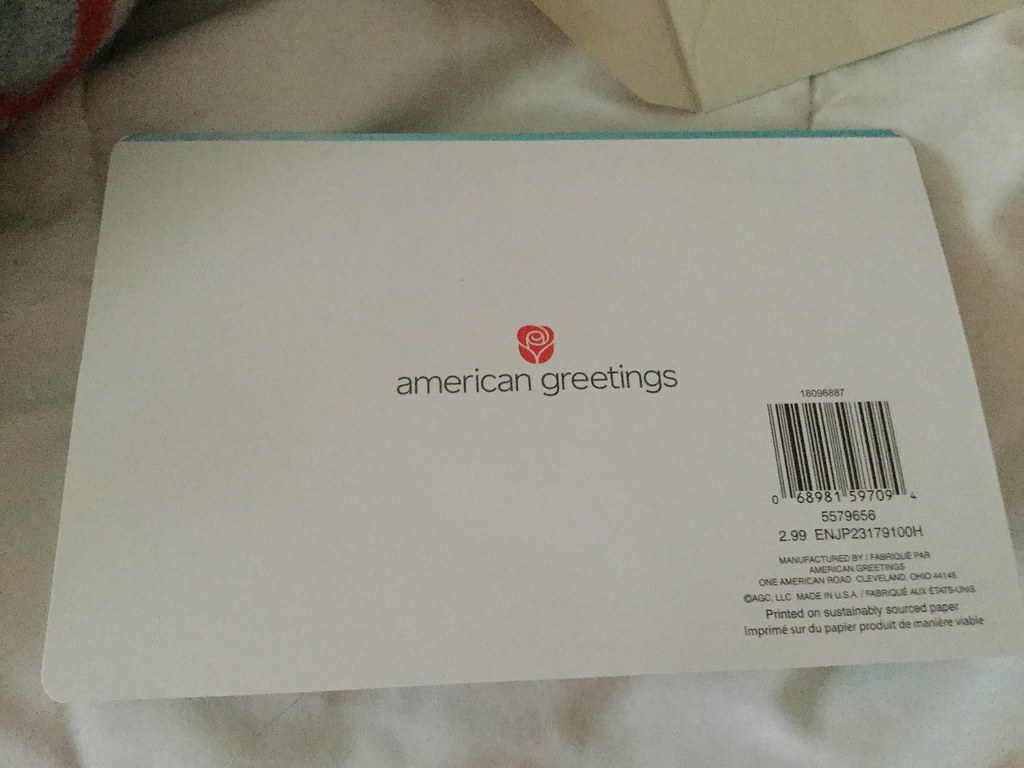 american greetings
18096887
0 68981 59709 4
5579656
2.99 ENJP23179100H
MANUFACTURED BY / FABRIQUÉ PAR
AMERICAN GREETINGS
ONE AMERICAN ROAD CLEVELAND, OHIO 44145
©AGC, LLC MADE IN U.S.A. / FABRIQUÉ AUX ÉTATS-UNIS
Printed on sustainably sourced paper
Imprimé sur du papier produit de manière viable